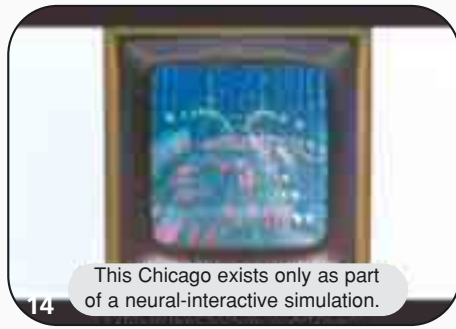 This Chicago exists only as part
of a neural-interactive simulation.
14